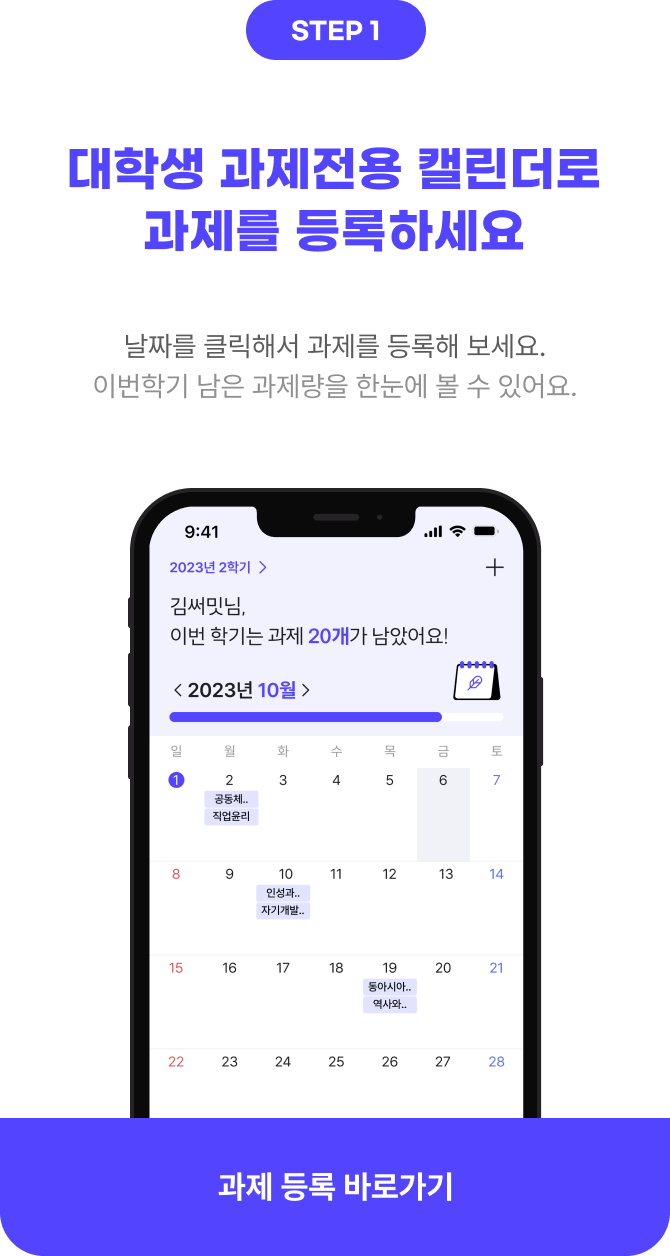 STEP 1
대학생 과제전용 캘린더로
과제를 등록하세요
날짜를 클릭해서 과제를 등록해 보세요.
이번학기 남은 과제량을 한눈에 볼 수 있어요.
9:41
2023년 2학기 >
김써밋님,
이번 학기는 과제 20개가 남았어요!
< 2023년 10월 >
일 월 화 수 목 금 토
1 2 3 4 5 6 7
공동체..
직업윤리
8 9 10 11 12 13 14
인성과..
자기개발..
15 16 17 18 19 20 21
동아시아..
역사와..
22 23 24 25 26 27 28
과제 등록 바로가기